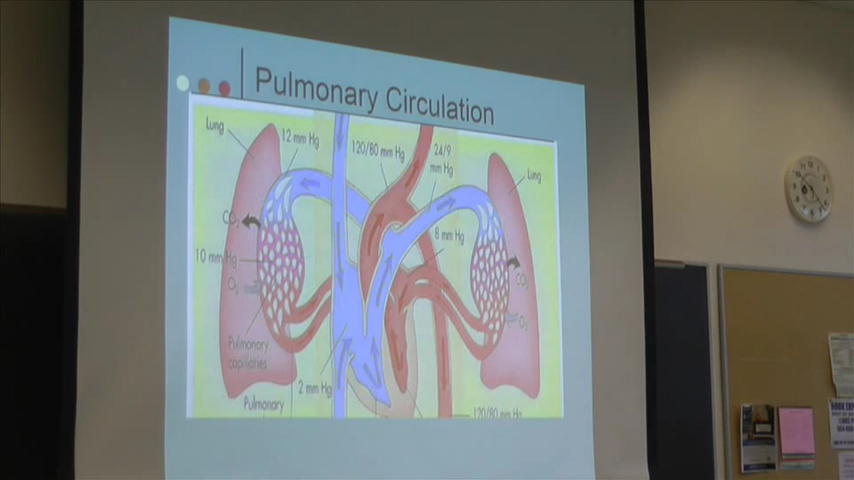 Pulmonary Circulation
Lung
12 mm Hg
120/80 mm Hg
24/9
mm Hg
Lung
CO₂
8 mm Hg
10 mm Hg
O₂
CO₂
O₂
Pulmonary
capillaries
2 mm Hg
Pulmonary
120/80 mm Hg